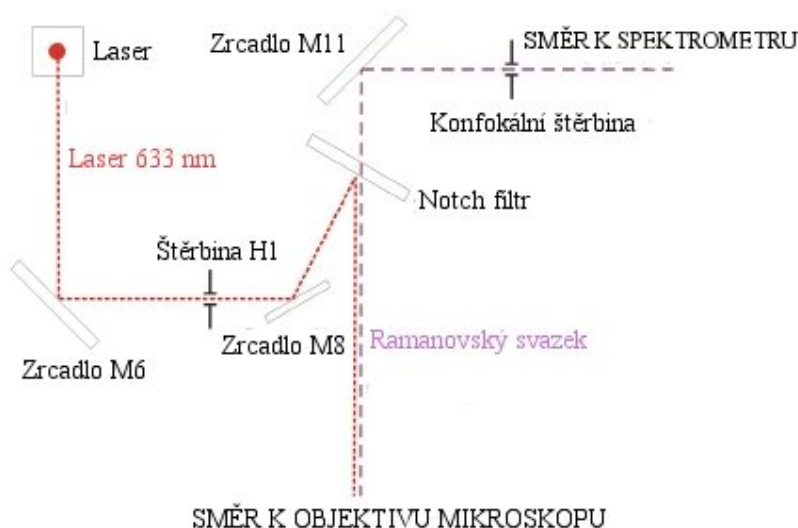 Zrcadlo M11
SMĚR K SPEKTROMETRU
Laser
Konfokální štěrbina
Laser 633 nm
Notch filtr
Štěrbina H1
Zrcadlo M8
Ramanovský svazek
Zrcadlo M6
SMĚR K OBJEKTIVU MIKROSKOPU